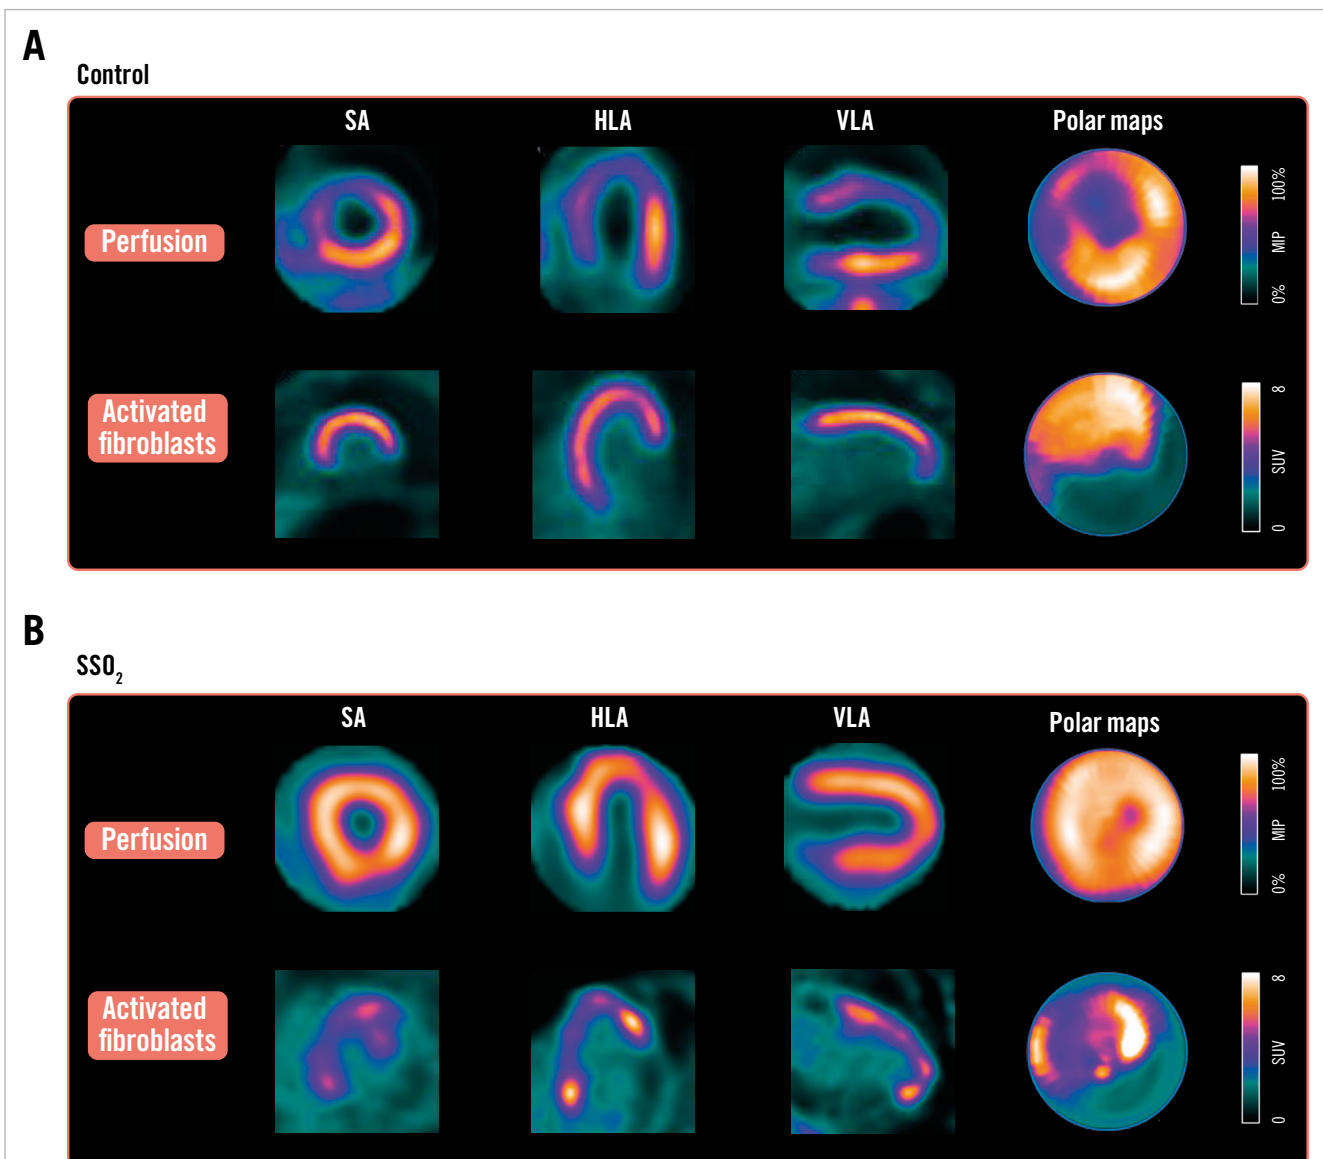 A
Control
SA HLA VLA Polar maps
Perfusion
100%
MIP
0%
Activated
fibroblasts
8
SUV
0
B
SSO₂
SA HLA VLA Polar maps
Perfusion
100%
MIP
0%
Activated
fibroblasts
8
SUV
0